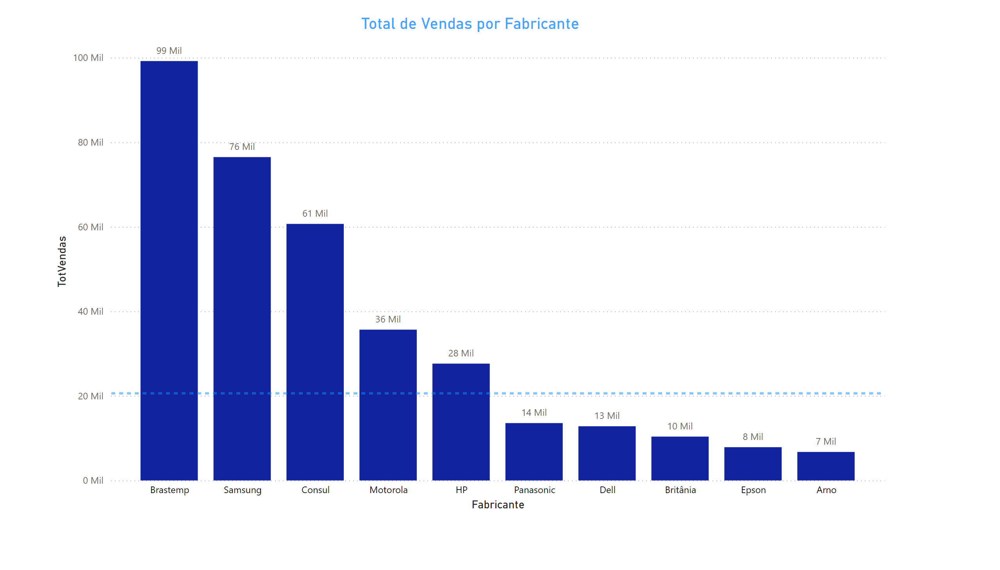 Total de Vendas por Fabricante
99 Mil
100 Mil
80 Mil
76 Mil
61 Mil
60 Mil
TotVendas
40 Mil
36 Mil
28 Mil
20 Mil
14 Mil
13 Mil
10 Mil
8 Mil
7 Mil
0 Mil
Brastemp Samsung Consul Motorola HP Panasonic Dell Britânia Epson Arno
Fabricante